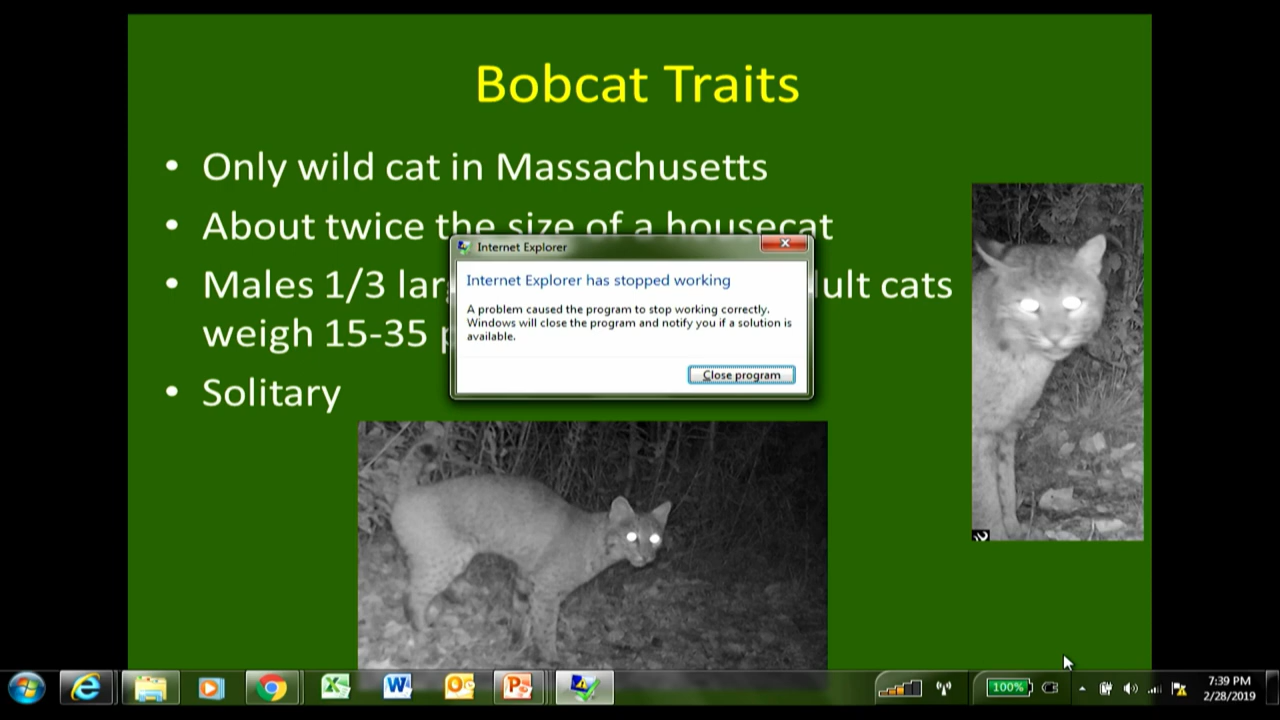 Bobcat Traits
• Only wild cat in Massachusetts
• About twice the size of a housecat
Internet Explorer
• Males 1/3 ult cats
weigh 15-35
Internet Explorer has stopped working
A problem caused the program to stop working correctly.
Windows will close the program and notify you if a solution is
available.
Close program
• Solitary
100%
7:39 PM
2/28/2019